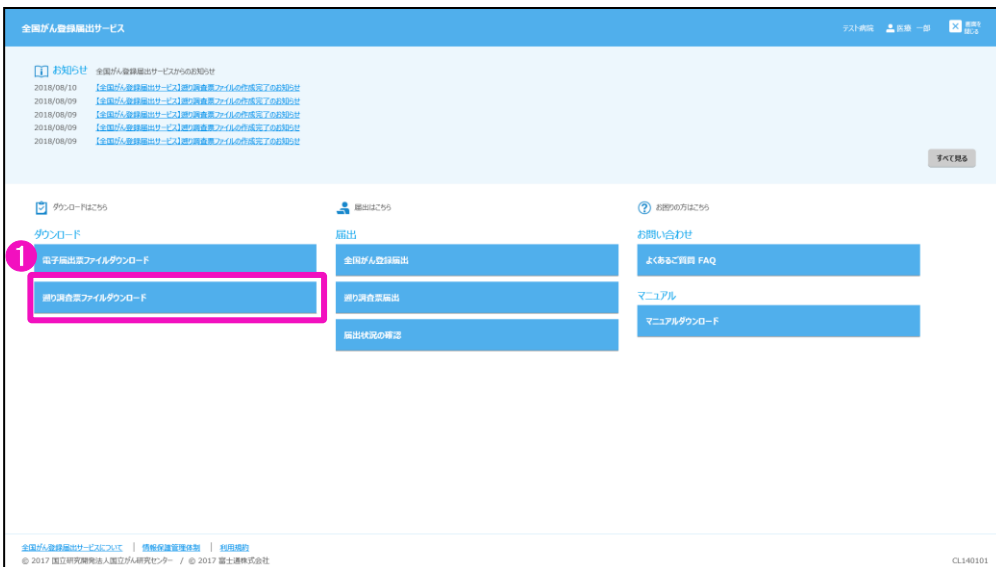 全国がん登録届出サービス
テスト病院 医療 一郎 画面を閉じる
お知らせ 全国がん登録届出サービスからのお知らせ
2018/08/10 【全国がん登録届出サービス】遡り調査票ファイルの作成完了のお知らせ
2018/08/09 【全国がん登録届出サービス】遡り調査票ファイルの作成完了のお知らせ
2018/08/09 【全国がん登録届出サービス】遡り調査票ファイルの作成完了のお知らせ
2018/08/09 【全国がん登録届出サービス】遡り調査票ファイルの作成完了のお知らせ
2018/08/09 【全国がん登録届出サービス】遡り調査票ファイルの作成完了のお知らせ
すべて見る
ダウンロードはこちら
ダウンロード
1
電子届出票ファイルダウンロード
遡り調査票ファイルダウンロード
届出はこちら
届出
全国がん登録届出
遡り調査票届出
届出状況の確認
お困りの方はこちら
お問い合わせ
よくあるご質問 FAQ
マニュアル
マニュアルダウンロード
全国がん登録届出サービスについて | 情報保護管理体制 | 利用規約
© 2017 国立研究開発法人国立がん研究センター / © 2017 富士通株式会社
CL140101